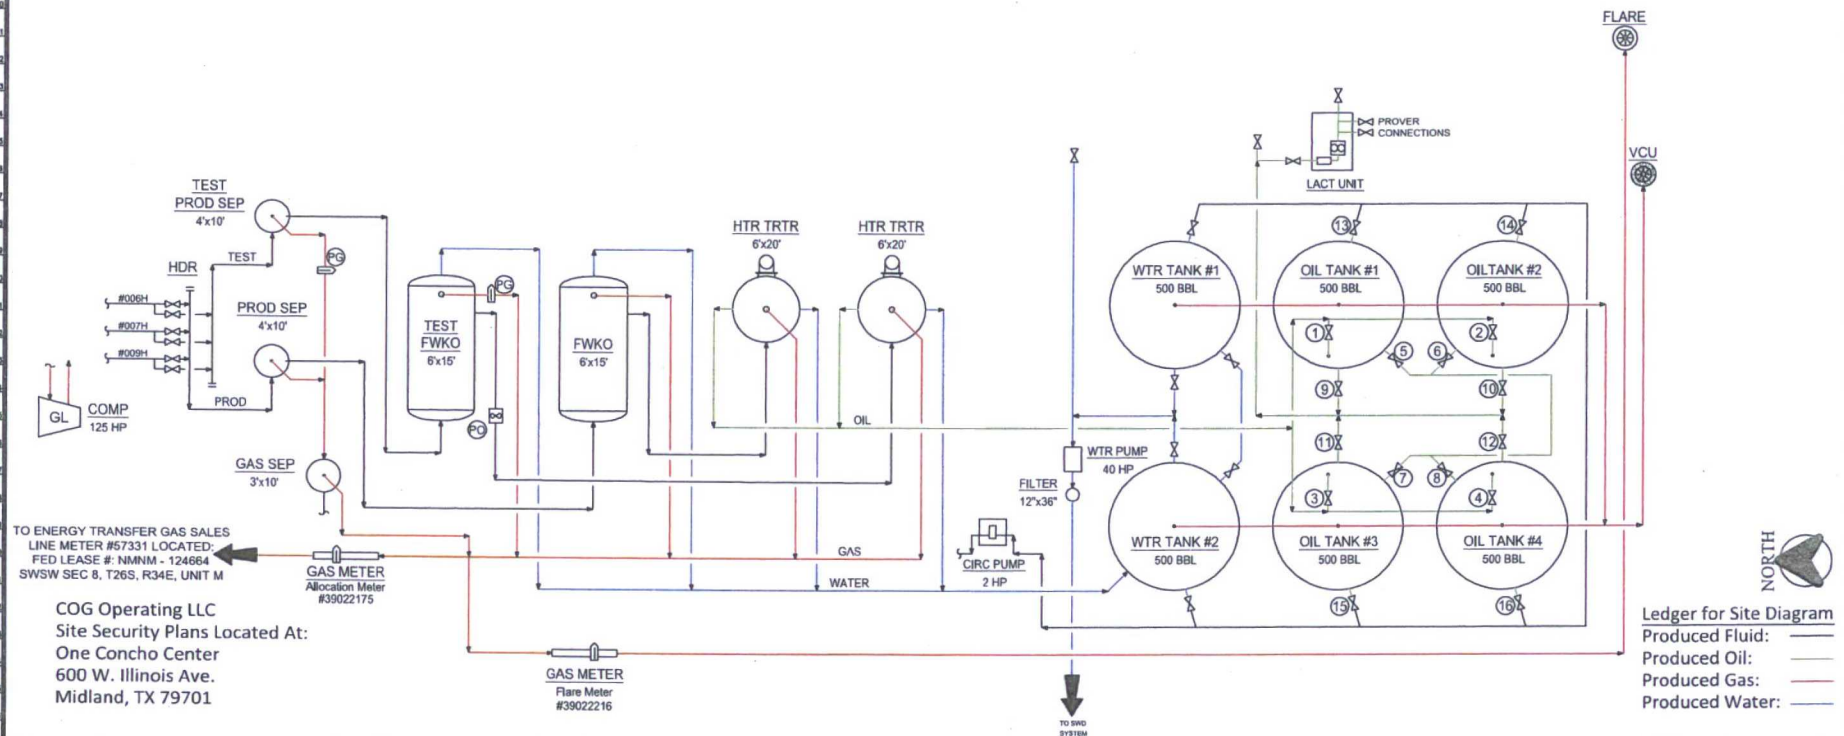 FLARE
VCU
PROVER
CONNECTIONS
LACT UNIT
TEST
PROD SEP
4'x10'
PG
TEST
HDR
#006H
#007H
#009H
PROD SEP
4'x10'
PROD
GL
COMP
125 HP
GAS SEP
3'x10'
TEST
FWKO
6'x15'
PG
PO
FWKO
6'x15'
HTR TRTR
6'x20'
HTR TRTR
6'x20'
OIL
GAS
WATER
WTR TANK #1
500 BBL
OIL TANK #1
500 BBL
OILTANK #2
500 BBL
13
14
1
2
5
6
9
10
11
12
7
8
3
4
WTR TANK #2
500 BBL
OIL TANK #3
500 BBL
OIL TANK #4
500 BBL
15
16
WTR PUMP
40 HP
FILTER
12"x36"
CIRC PUMP
2 HP
TO SWD
SYSTEM
TO ENERGY TRANSFER GAS SALES
LINE METER #57331 LOCATED:
FED LEASE #: NMNM - 124664
SWSW SEC 8, T26S, R34E, UNIT M
GAS METER
Allocation Meter
#39022175
GAS METER
Flare Meter
#39022216
COG Operating LLC
Site Security Plans Located At:
One Concho Center
600 W. Illinois Ave.
Midland, TX 79701
NORTH
Ledger for Site Diagram
Produced Fluid:
Produced Oil:
Produced Gas:
Produced Water: